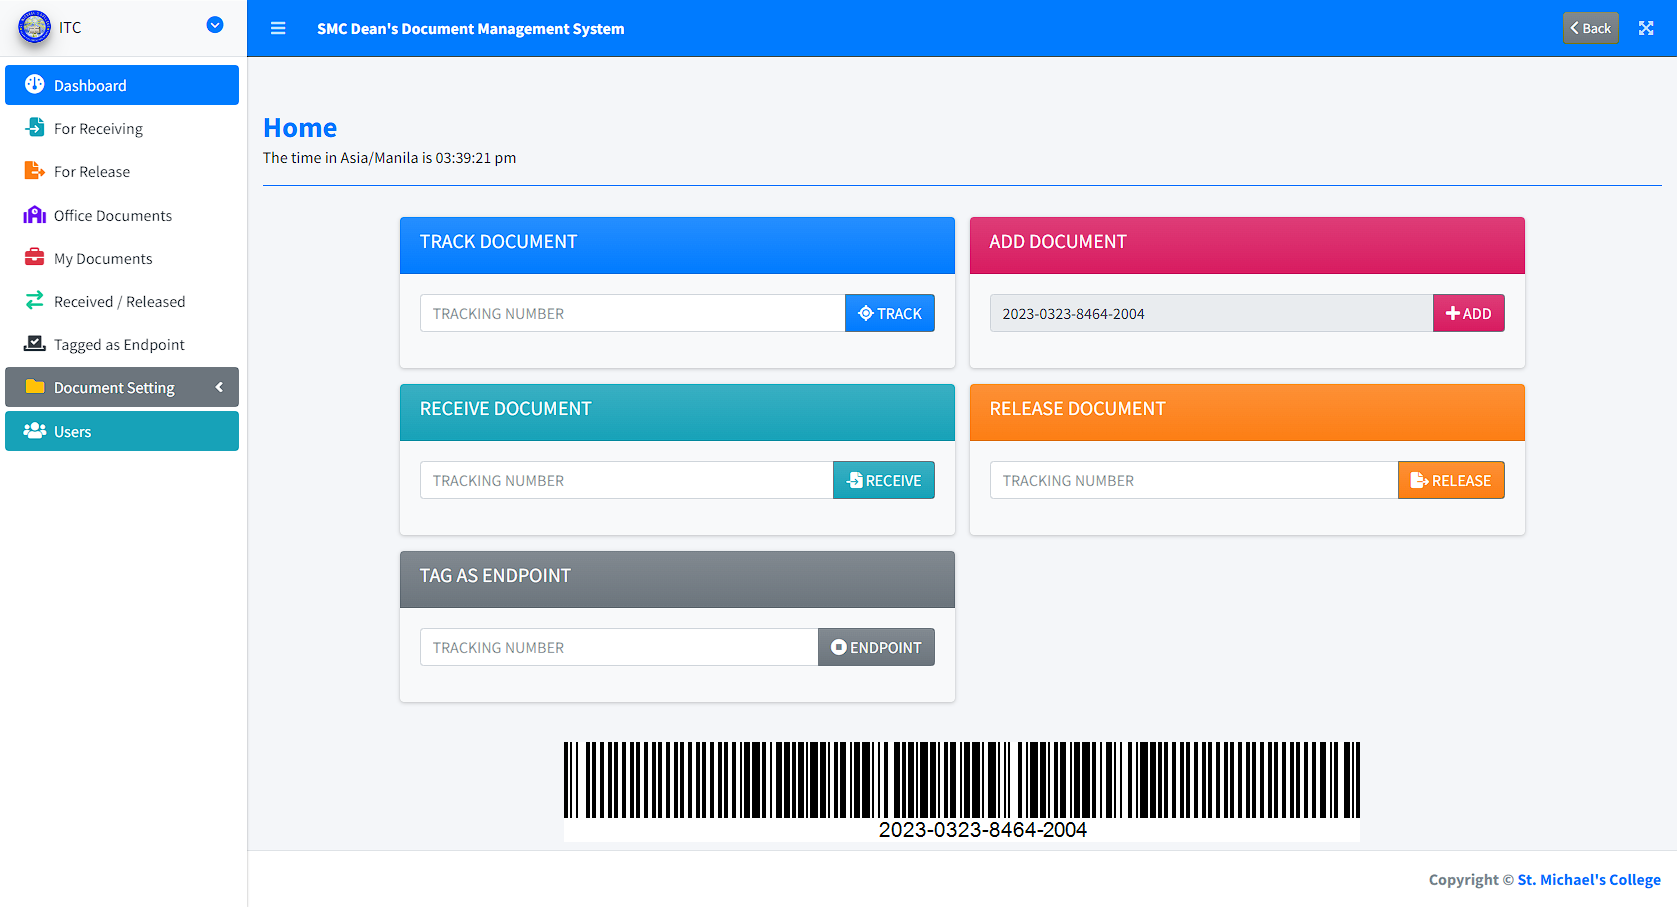 ITC
SMC Dean's Document Management System
Back
Dashboard
For Receiving
For Release
Office Documents
My Documents
Received / Released
Tagged as Endpoint
Document Setting
Users
Home
The time in Asia/Manila is 03:39:21 pm
TRACK DOCUMENT
TRACKING NUMBER
TRACK
ADD DOCUMENT
2023-0323-8464-2004
ADD
RECEIVE DOCUMENT
TRACKING NUMBER
RECEIVE
RELEASE DOCUMENT
TRACKING NUMBER
RELEASE
TAG AS ENDPOINT
TRACKING NUMBER
ENDPOINT
2023-0323-8464-2004
Copyright © St. Michael's College